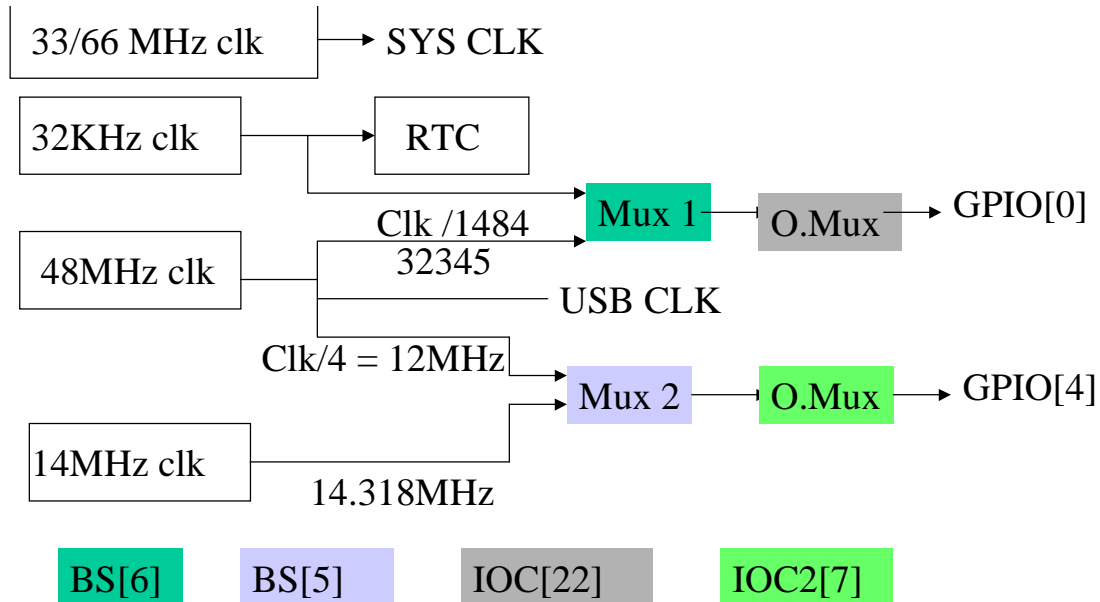 33/66 MHz clk
SYS CLK
32KHz clk
RTC
Mux 1
O.Mux
GPIO[0]
Clk /1484
32345
48MHz clk
USB CLK
Clk/4 = 12MHz
Mux 2
O.Mux
GPIO[4]
14MHz clk
14.318MHz
BS[6]
BS[5]
IOC[22]
IOC2[7]